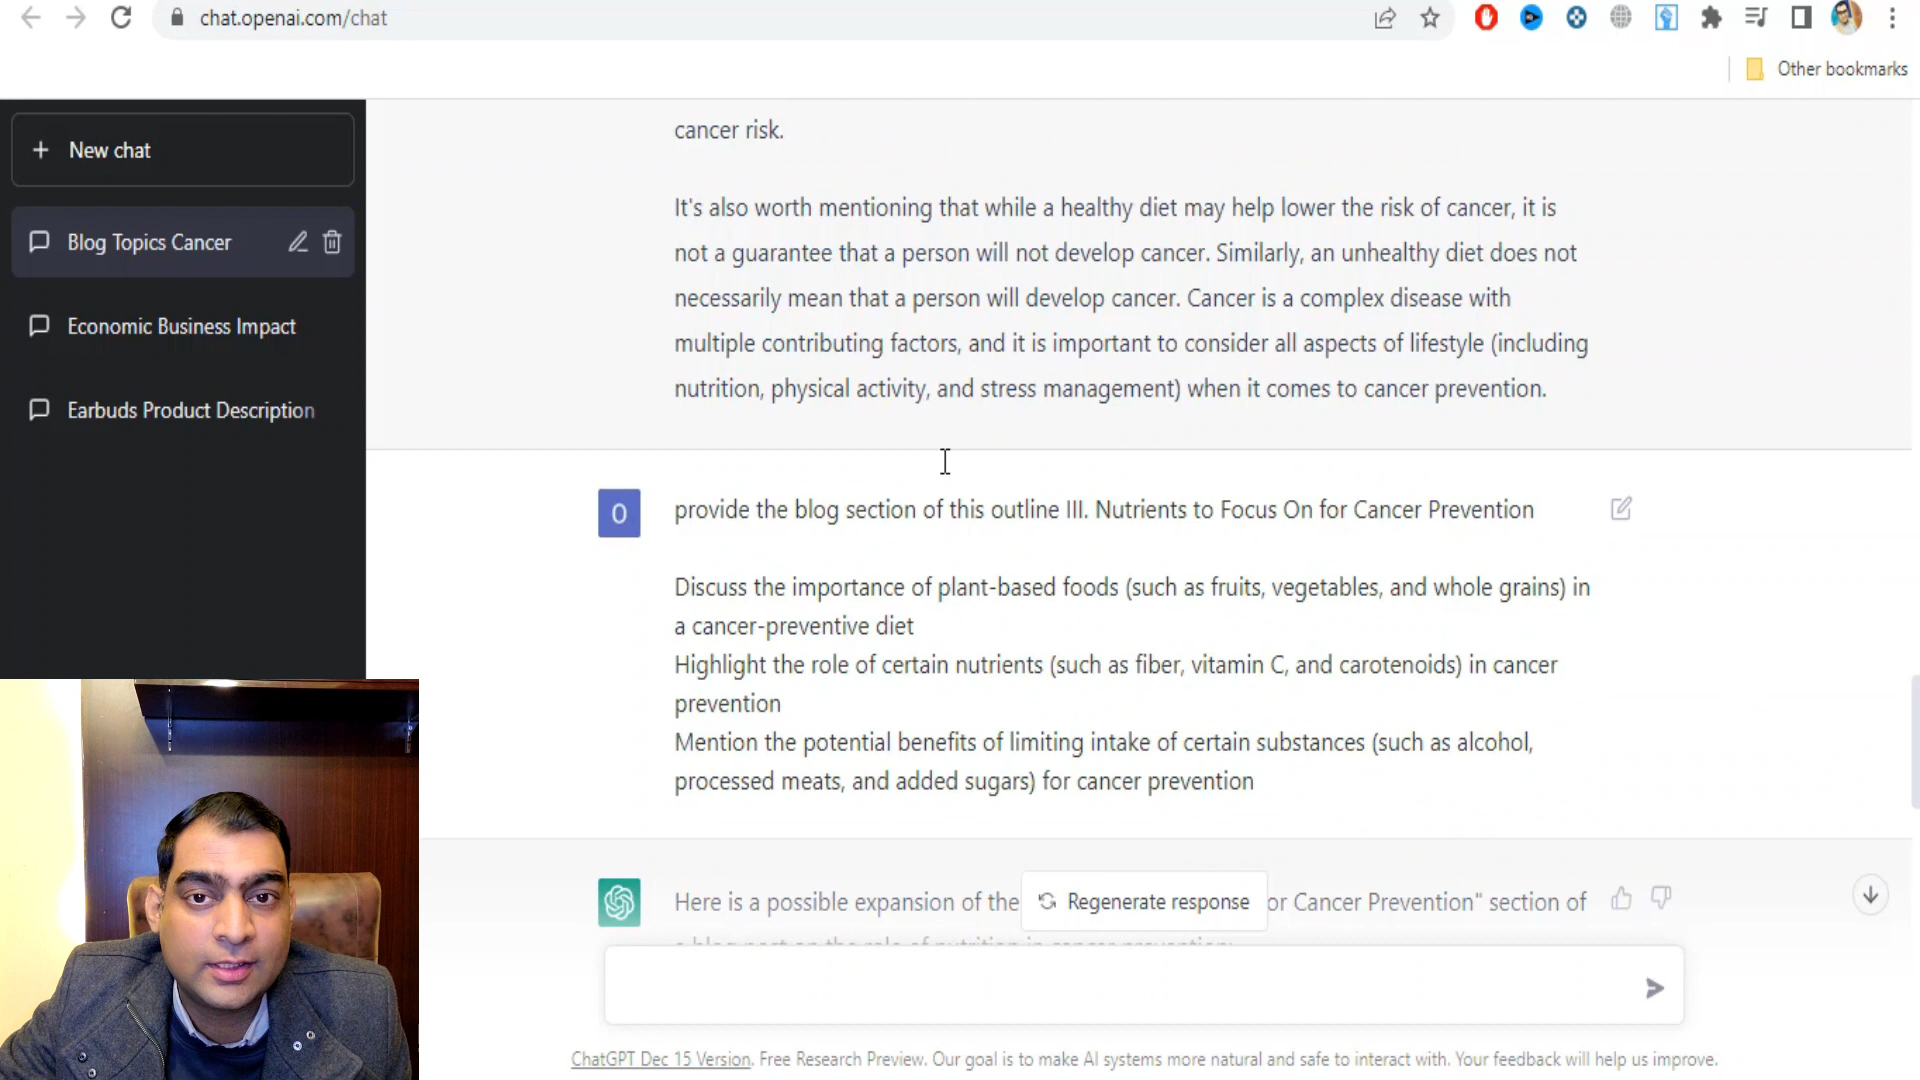 chat.openai.com/chat
Other bookmarks
New chat
Blog Topics Cancer
Economic Business Impact
Earbuds Product Description
cancer risk.
It's also worth mentioning that while a healthy diet may help lower the risk of cancer, it is
not a guarantee that a person will not develop cancer. Similarly, an unhealthy diet does not
necessarily mean that a person will develop cancer. Cancer is a complex disease with
multiple contributing factors, and it is important to consider all aspects of lifestyle (including
nutrition, physical activity, and stress management) when it comes to cancer prevention.
O
provide the blog section of this outline III. Nutrients to Focus On for Cancer Prevention
Discuss the importance of plant-based foods (such as fruits, vegetables, and whole grains) in
a cancer-preventive diet
Highlight the role of certain nutrients (such as fiber, vitamin C, and carotenoids) in cancer
prevention
Mention the potential benefits of limiting intake of certain substances (such as alcohol,
processed meats, and added sugars) for cancer prevention
Here is a possible expansion of the
Regenerate response
or Cancer Prevention" section of
a blog post on the role of nutrition in cancer prevention:
ChatGPT Dec 15 Version. Free Research Preview. Our goal is to make AI systems more natural and safe to interact with. Your feedback will help us improve.